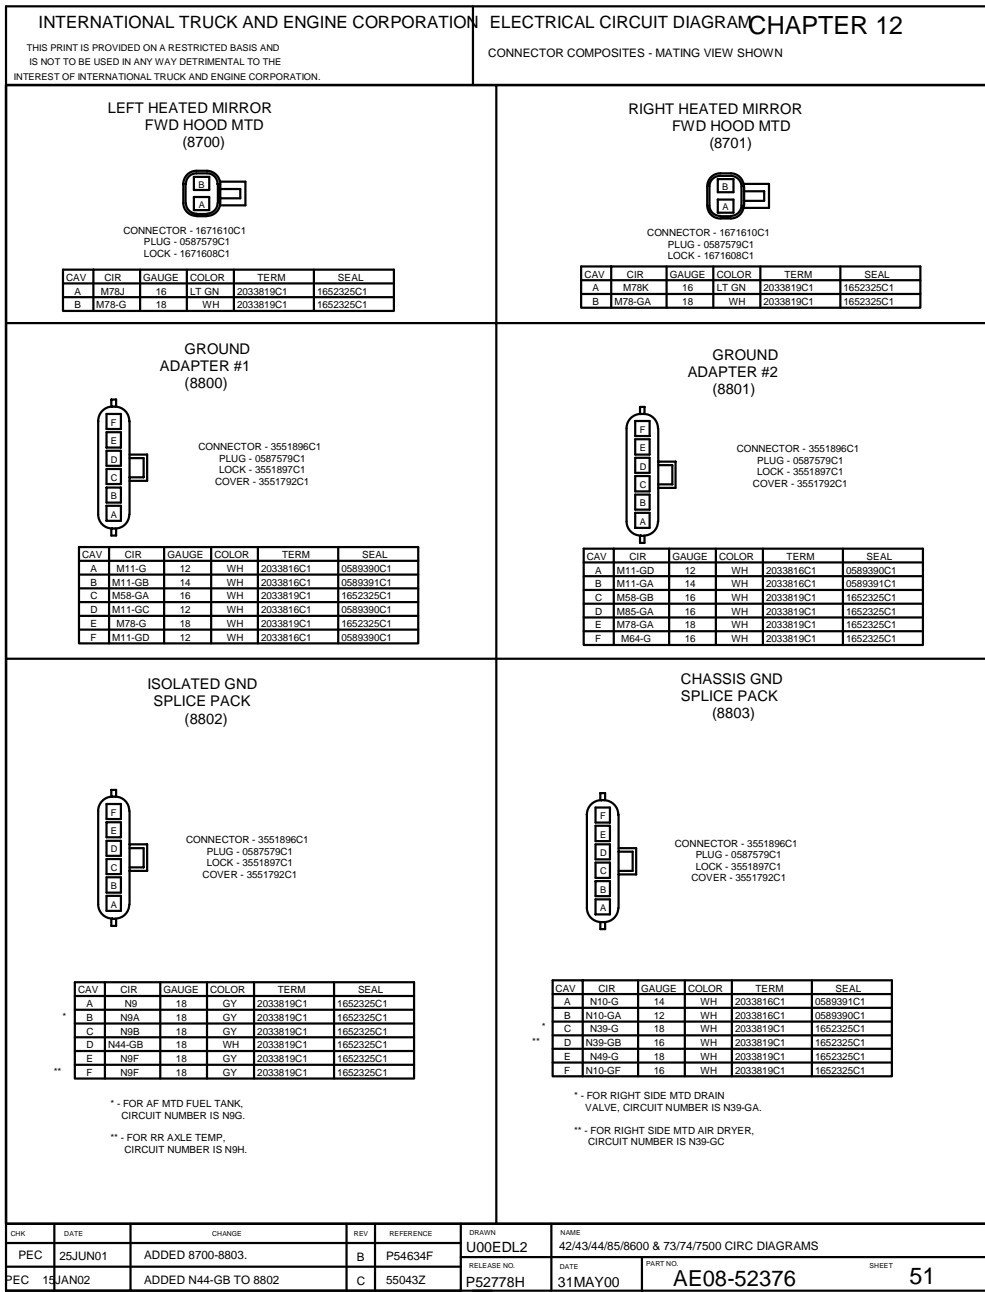 INTERNATIONAL TRUCK AND ENGINE CORPORATION
THIS PRINT IS PROVIDED ON A RESTRICTED BASIS AND
IS NOT TO BE USED IN ANY WAY DETRIMENTAL TO THE
INTEREST OF INTERNATIONAL TRUCK AND ENGINE CORPORATION.
ELECTRICAL CIRCUIT DIAGRAM CHAPTER 12
CONNECTOR COMPOSITES - MATING VIEW SHOWN
LEFT HEATED MIRROR
FWD HOOD MTD
(8700)
B
A
CONNECTOR - 1671610C1
PLUG - 0587579C1
LOCK - 1671608C1
CAV CIR GAUGE COLOR TERM SEAL
A M78J 16 LT GN 2033819C1 1652325C1
B M78-G 18 WH 2033819C1 1652325C1
RIGHT HEATED MIRROR
FWD HOOD MTD
(8701)
B
A
CONNECTOR - 1671610C1
PLUG - 0587579C1
LOCK - 1671608C1
CAV CIR GAUGE COLOR TERM SEAL
A M78K 16 LT GN 2033819C1 1652325C1
B M78-GA 18 WH 2033819C1 1652325C1
GROUND
ADAPTER #1
(8800)
F
E
D
C
B
A
CONNECTOR - 3551896C1
PLUG - 0587579C1
LOCK - 3551897C1
COVER - 3551792C1
CAV CIR GAUGE COLOR TERM SEAL
A M11-G 12 WH 2033816C1 0589390C1
B M11-GB 14 WH 2033816C1 0589391C1
C M58-GA 16 WH 2033819C1 1652325C1
D M11-GC 12 WH 2033816C1 0589390C1
E M78-G 18 WH 2033819C1 1652325C1
F M11-GD 12 WH 2033816C1 0589390C1
GROUND
ADAPTER #2
(8801)
F
E
D
C
B
A
CONNECTOR - 3551896C1
PLUG - 0587579C1
LOCK - 3551897C1
COVER - 3551792C1
CAV CIR GAUGE COLOR TERM SEAL
A M11-GD 12 WH 2033816C1 0589390C1
B M11-GA 14 WH 2033816C1 0589391C1
C M58-GB 16 WH 2033819C1 1652325C1
D M85-GA 16 WH 2033819C1 1652325C1
E M78-GA 18 WH 2033819C1 1652325C1
F M64-G 16 WH 2033819C1 1652325C1
ISOLATED GND
SPLICE PACK
(8802)
F
E
D
C
B
A
CONNECTOR - 3551896C1
PLUG - 0587579C1
LOCK - 3551897C1
COVER - 3551792C1
CAV CIR GAUGE COLOR TERM SEAL
A N9 18 GY 2033819C1 1652325C1
* B N9A 18 GY 2033819C1 1652325C1
C N9B 18 GY 2033819C1 1652325C1
D N44-GB 18 WH 2033819C1 1652325C1
E N9F 18 GY 2033819C1 1652325C1
** F N9F 18 GY 2033819C1 1652325C1
* - FOR AF MTD FUEL TANK,
CIRCUIT NUMBER IS N9G.
** - FOR RR AXLE TEMP,
CIRCUIT NUMBER IS N9H.
CHASSIS GND
SPLICE PACK
(8803)
F
E
D
C
B
A
CONNECTOR - 3551896C1
PLUG - 0587579C1
LOCK - 3551897C1
COVER - 3551792C1
CAV CIR GAUGE COLOR TERM SEAL
A N10-G 14 WH 2033816C1 0589391C1
B N10-GA 12 WH 2033816C1 0589390C1
* C N39-G 18 WH 2033819C1 1652325C1
** D N39-GB 16 WH 2033819C1 1652325C1
E N49-G 18 WH 2033819C1 1652325C1
F N10-GF 16 WH 2033819C1 1652325C1
* - FOR RIGHT SIDE MTD DRAIN
VALVE, CIRCUIT NUMBER IS N39-GA.
** - FOR RIGHT SIDE MTD AIR DRYER,
CIRCUIT NUMBER IS N39-GC
CHK DATE CHANGE REV REFERENCE
PEC 25JUN01 ADDED 8700-8803. B P54634F
PEC 15JAN02 ADDED N44-GB TO 8802 C 55043Z
DRAWN
U00EDL2
NAME
42/43/44/85/8600 & 73/74/7500 CIRC DIAGRAMS
RELEASE NO.
P52778H
DATE
31MAY00
PART NO.
AE08-52376
SHEET 51